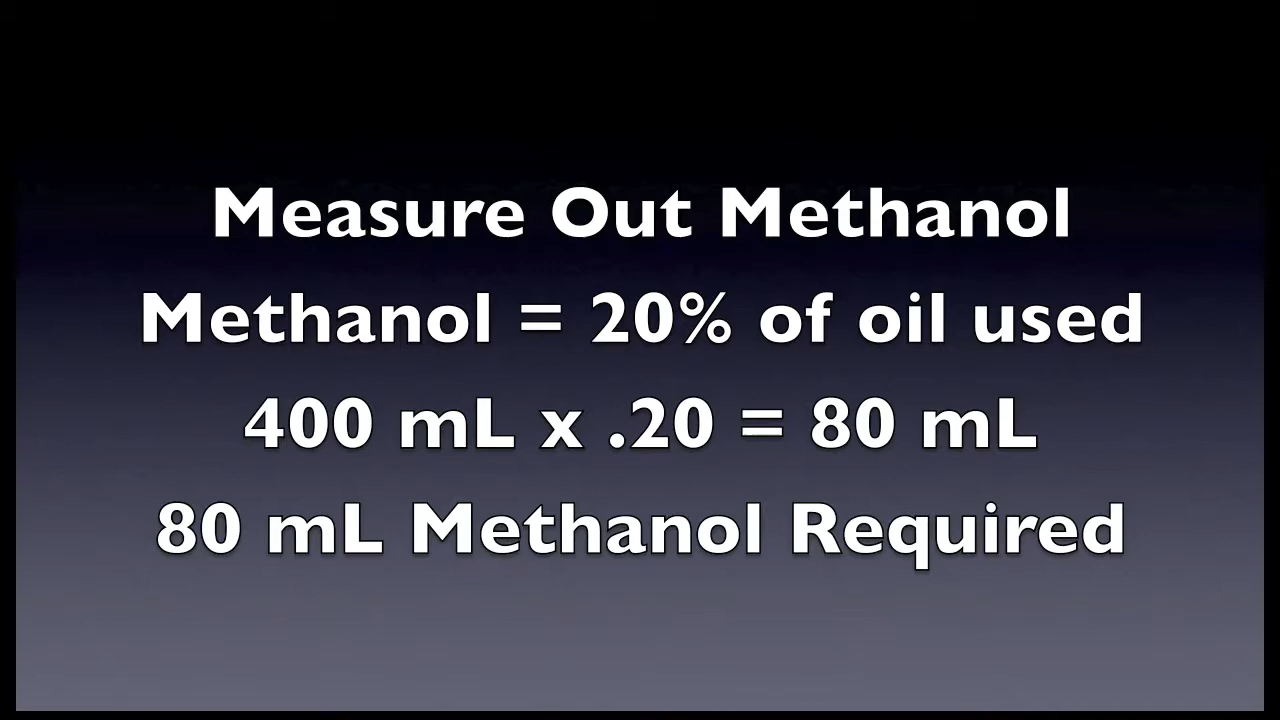 Measure Out Methanol
Methanol = 20% of oil used
400 mL x .20 = 80 mL
80 mL Methanol Required